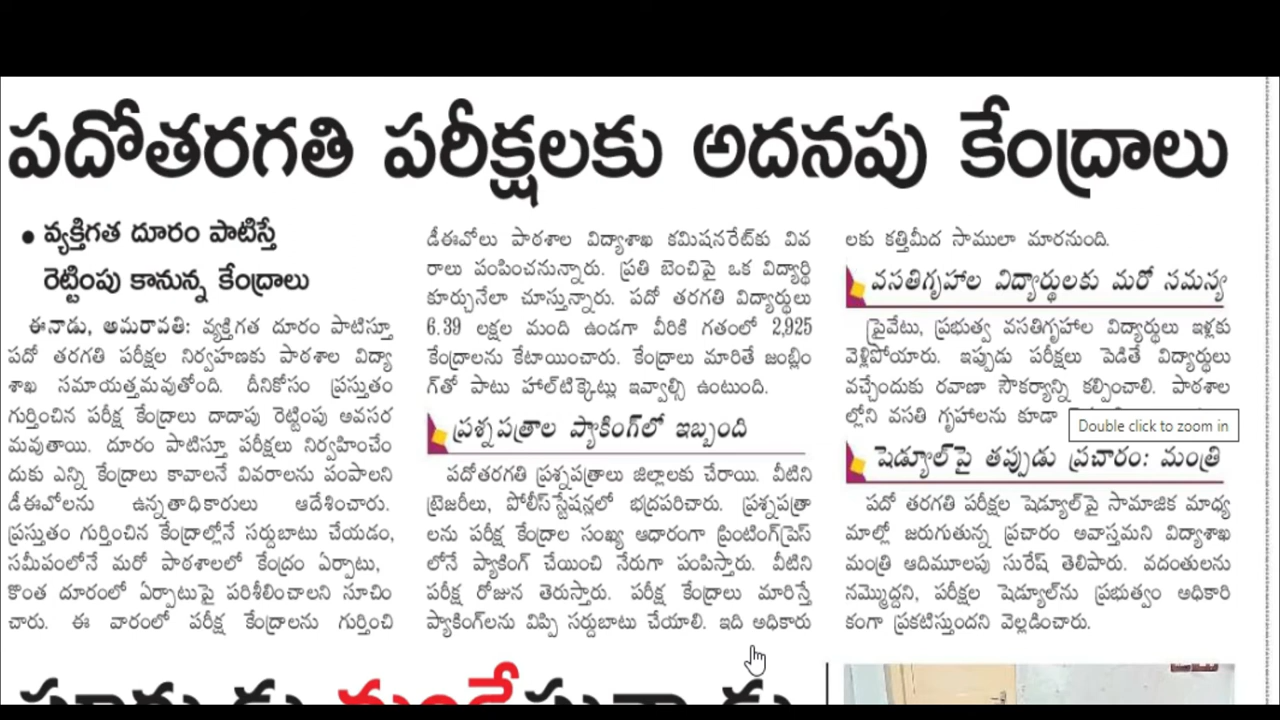 పదోతరగతి పరీక్షలకు అదనపు కేంద్రాలు
• వ్యక్తిగత దూరం పాటిస్తే
రెట్టింపు కానున్న కేంద్రాలు
ఈనాడు, అమరావతి: వ్యక్తిగత దూరం పాటిస్తూ
పదో తరగతి పరీక్షల నిర్వహణకు పాఠశాల విద్యా
శాఖ సమాయత్తమవుతోంది. దీనికోసం ప్రస్తుతం
గుర్తించిన పరీక్ష కేంద్రాలు దాదాపు రెట్టింపు అవసర
మవుతాయి. దూరం పాటిస్తూ పరీక్షలు నిర్వహించేం
దుకు ఎన్ని కేంద్రాలు కావాలనే వివరాలను పంపాలని
డీఈవోలను ఉన్నతాధికారులు ఆదేశించారు.
ప్రస్తుతం గుర్తించిన కేంద్రాల్లోనే సర్దుబాటు చేయడం,
సమీపంలోనే మరో పాఠశాలలో కేంద్రం ఏర్పాటు,
కొంత దూరంలో ఏర్పాటుపై పరిశీలించాలని సూచిం
చారు. ఈ వారంలో పరీక్ష కేంద్రాలను గుర్తించి
డీఈవోలు పాఠశాల విద్యాశాఖ కమిషనరేట్‌కు వివ
రాలు పంపించనున్నారు. ప్రతి బెంచిపై ఒక విద్యార్థి
కూర్చునేలా చూస్తున్నారు. పదో తరగతి విద్యార్థులు
6.39 లక్షల మంది ఉండగా వీరికి గతంలో 2,925
కేంద్రాలను కేటాయించారు. కేంద్రాలు మారితే జంబ్లిం
గ్‌తో పాటు హాల్‌టిక్కెట్లు ఇవ్వాల్సి ఉంటుంది.
ప్రశ్నపత్రాల ప్యాకింగ్‌లో ఇబ్బంది
పదోతరగతి ప్రశ్నపత్రాలు జిల్లాలకు చేరాయి. వీటిని
ట్రెజరీలు, పోలీస్‌స్టేషన్లలో భద్రపరిచారు. ప్రశ్నపత్రా
లను పరీక్ష కేంద్రాల సంఖ్య ఆధారంగా ప్రింటింగ్‌ప్రెస్
లోనే ప్యాకింగ్ చేయించి నేరుగా పంపిస్తారు. వీటిని
పరీక్ష రోజున తెరుస్తారు. పరీక్ష కేంద్రాలు మారిస్తే
ప్యాకింగ్‌లను విప్పి సర్దుబాటు చేయాలి. ఇది అధికారు
లకు కత్తిమీద సాములా మారనుంది.
వసతిగృహాల విద్యార్థులకు మరో సమస్య
ప్రైవేటు, ప్రభుత్వ వసతిగృహాల విద్యార్థులు ఇళ్లకు
వెళ్లిపోయారు. ఇప్పుడు పరీక్షలు పెడితే విద్యార్థులు
వచ్చేందుకు రవాణా సౌకర్యాన్ని కల్పించాలి. పాఠశాల
ల్లోని వసతి గృహాలను కూడా
Double click to zoom in
షెడ్యూల్‌పై తప్పుడు ప్రచారం: మంత్రి
పదో తరగతి పరీక్షల షెడ్యూల్‌పై సామాజిక మాధ్య
మాల్లో జరుగుతున్న ప్రచారం అవాస్తమని విద్యాశాఖ
మంత్రి ఆదిమూలపు సురేష్ తెలిపారు. వదంతులను
నమ్మొద్దని, పరీక్షల షెడ్యూల్‌ను ప్రభుత్వం అధికారి
కంగా ప్రకటిస్తుందని వెల్లడించారు.